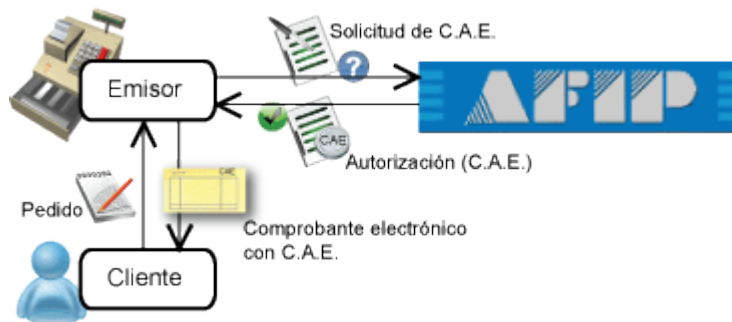 Solicitud de C.A.E.
?
Emisor
AFIP
CAE
Autorización (C.A.E.)
CAE
Pedido
Comprobante electrónico
con C.A.E.
Cliente